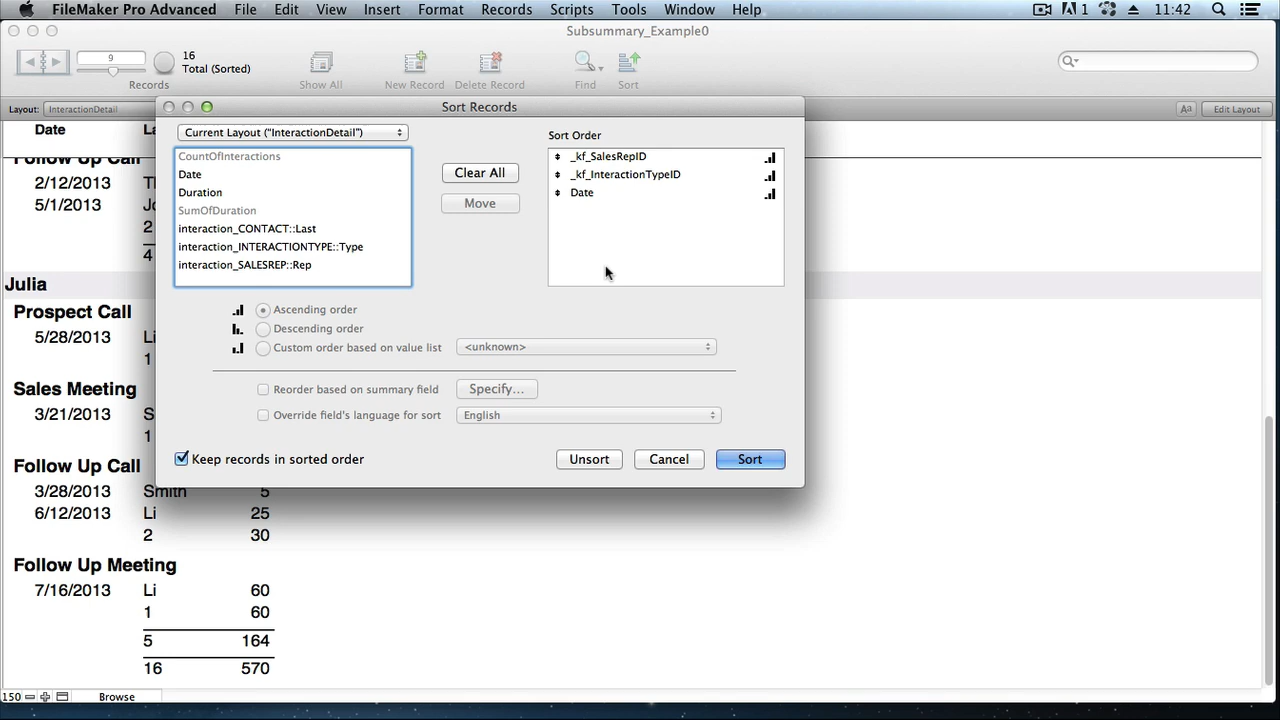 FileMaker Pro Advanced File Edit View Insert Format Records Scripts Tools Window Help 1 11:42
Subsummary_Example0
9
16
Total (Sorted)
Records
Show All
New Record
Delete Record
Find
Sort
Layout: InteractionDetail
Aa
Edit Layout
Date
Follow Up Call
2/12/2013
5/1/2013
2
4
Julia
Prospect Call
5/28/2013 Li
1
Sales Meeting
3/21/2013 S
1
Follow Up Call
3/28/2013 Smith 5
6/12/2013 Li 25
2 30
Follow Up Meeting
7/16/2013 Li 60
1 60
5 164
16 570
150
Browse
Sort Records
Current Layout ("InteractionDetail")
CountOfInteractions
Date
Duration
SumOfDuration
interaction_CONTACT::Last
interaction_INTERACTIONTYPE::Type
interaction_SALESREP::Rep
Clear All
Move
Sort Order
_kf_SalesRepID
_kf_InteractionTypeID
Date
Ascending order
Descending order
Custom order based on value list
<unknown>
Reorder based on summary field
Specify...
Override field's language for sort
English
Keep records in sorted order
Unsort
Cancel
Sort